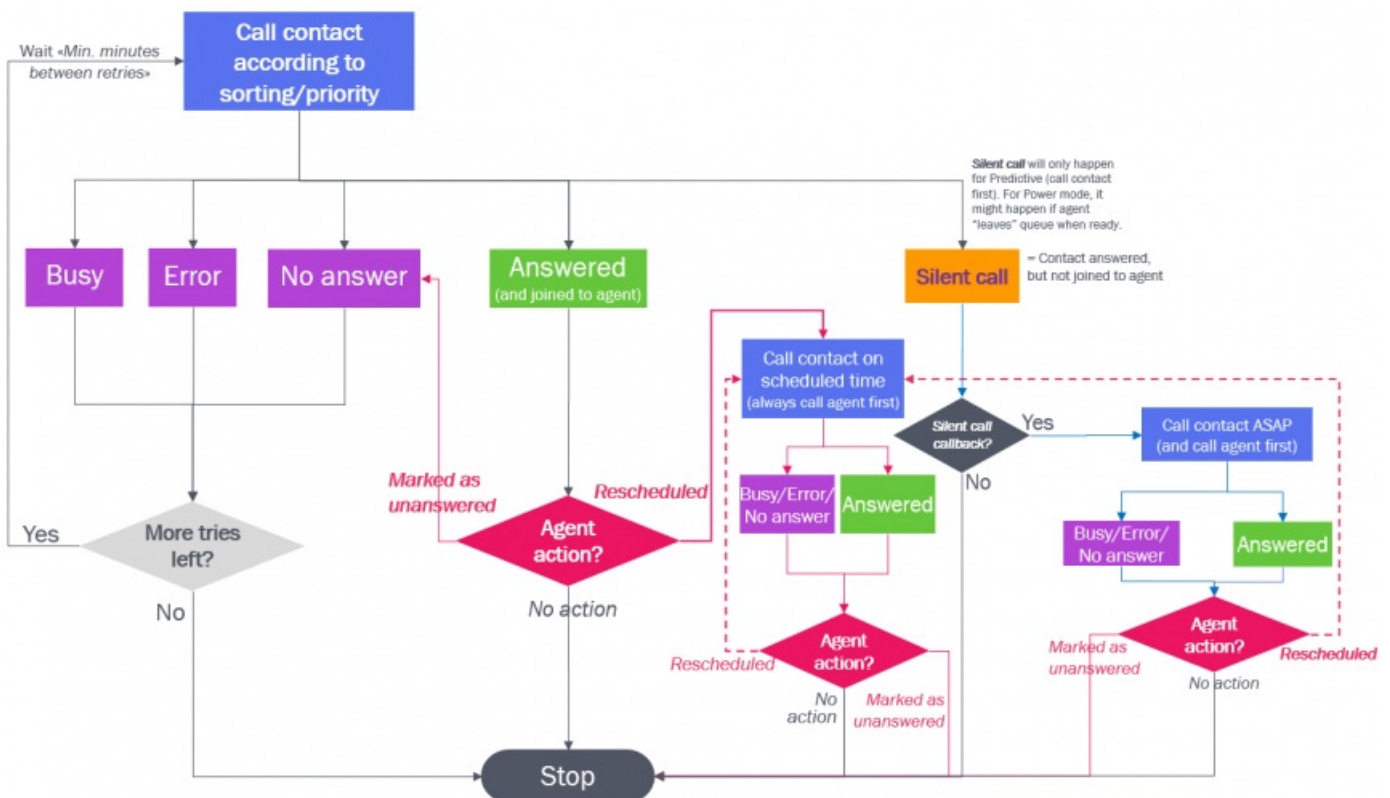 Wait «Min. minutes
between retries»
Call contact
according to
sorting/priority
Silent call will only happen
for Predictive (call contact
first). For Power mode, it
might happen if agent
"leaves" queue when ready.
Busy
Error
No answer
Answered
(and joined to agent)
Silent call
= Contact answered,
but not joined to agent
Call contact on
scheduled time
(always call agent first)
Silent call
callback?
Yes
No
Call contact ASAP
(and call agent first)
Marked as
unanswered
Rescheduled
Busy/Error/
No answer
Answered
Busy/Error/
No answer
Answered
Yes
More tries
left?
No
Agent
action?
No action
Rescheduled
Agent
action?
No
action
Marked as
unanswered
Marked as
unanswered
Agent
action?
Rescheduled
No action
Stop